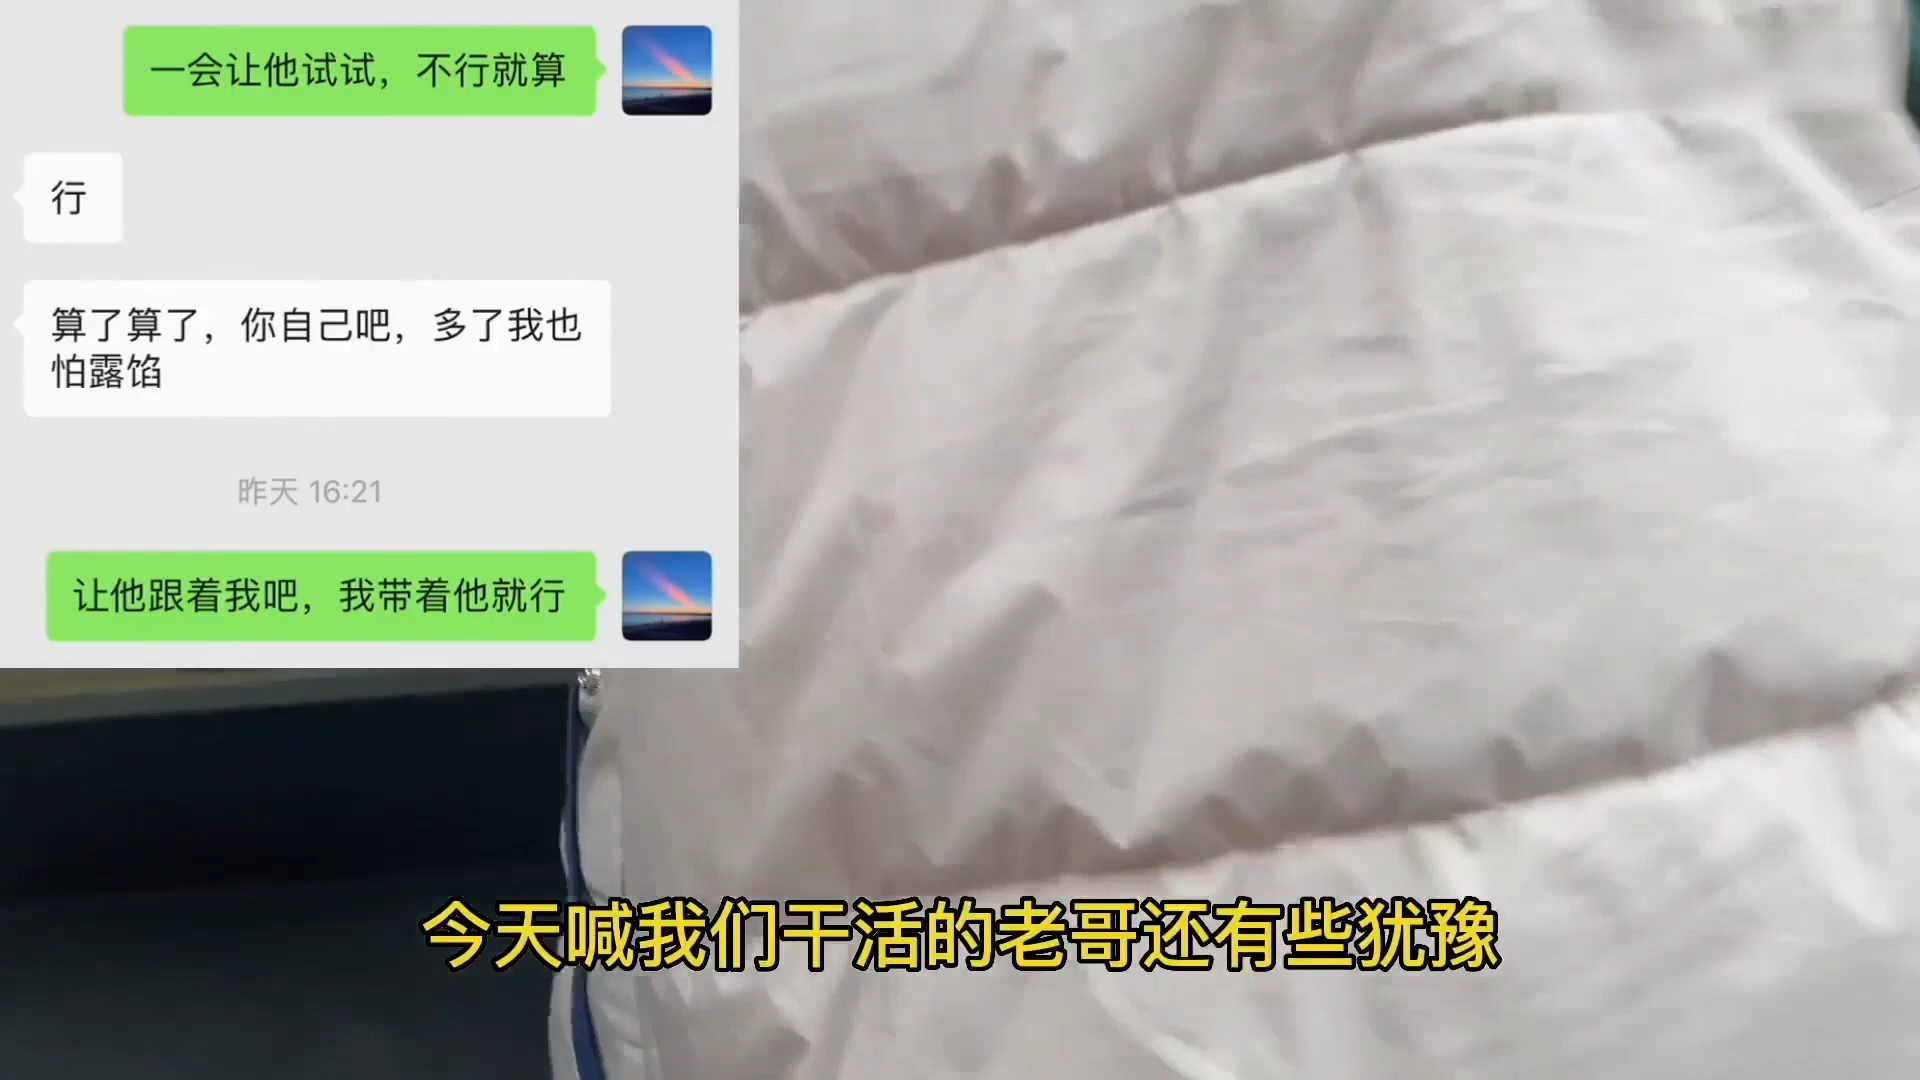 一会让他试试，不行就算
行
算了算了，你自己吧，多了我也
怕露馅
昨天 16:21
让他跟着我吧，我带着他就行
今天喊我们干活的老哥还有些犹豫